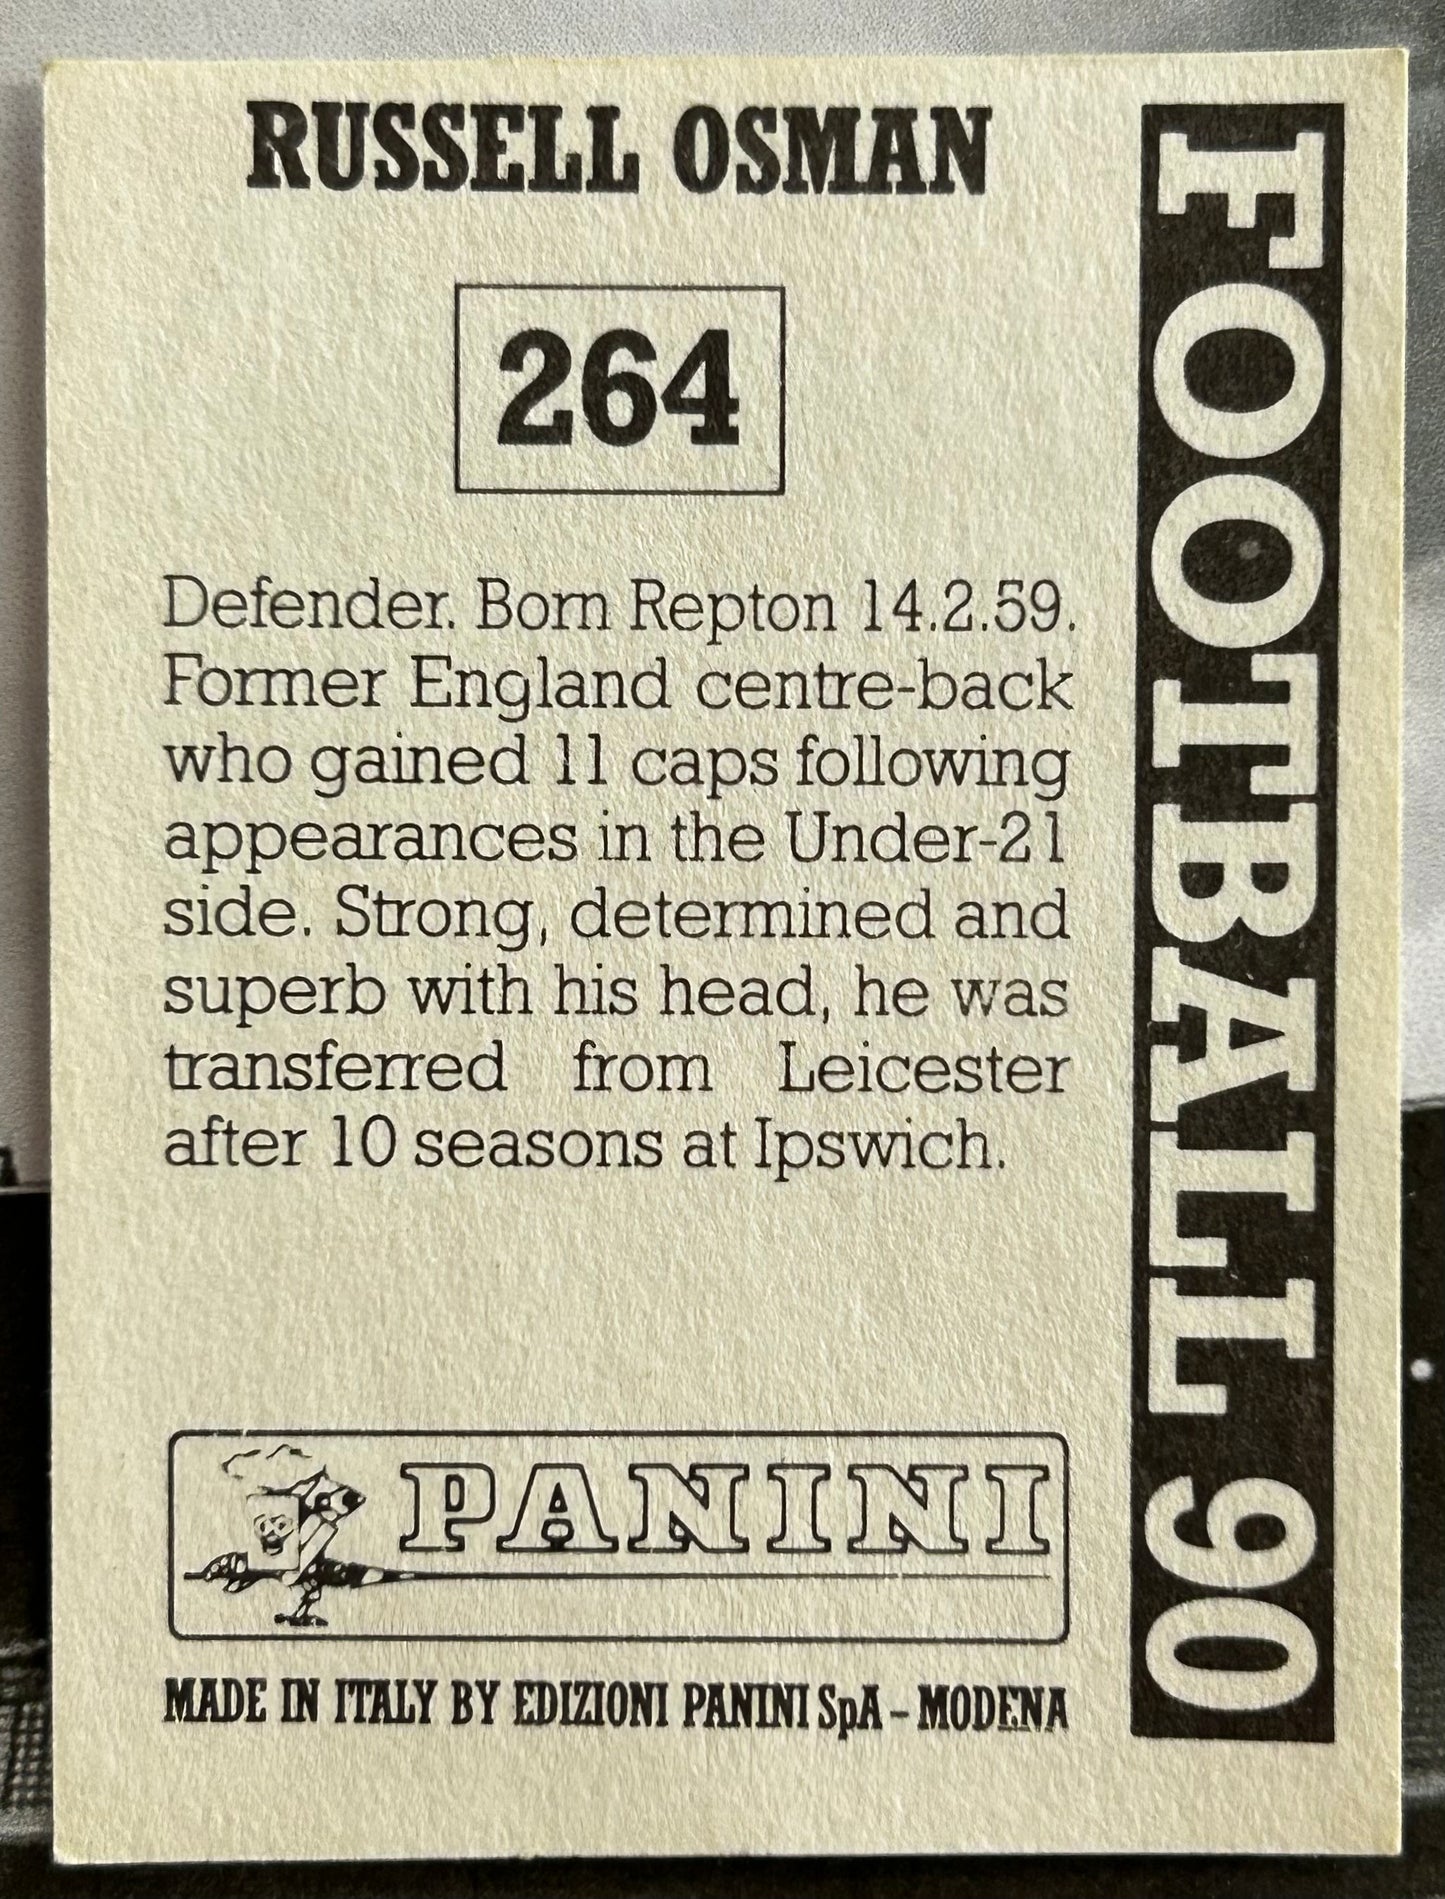 RUSSELL OSMAN
264
Defender. Born Repton 14.2.59.
Former England centre-back
who gained 11 caps following
appearances in the Under-21
side. Strong, determined and
superb with his head, he was
transferred from Leicester
after 10 seasons at Ipswich.
PANINI
MADE IN ITALY BY EDIZIONI PANINI SpA - MODENA
FOOTBALL 90